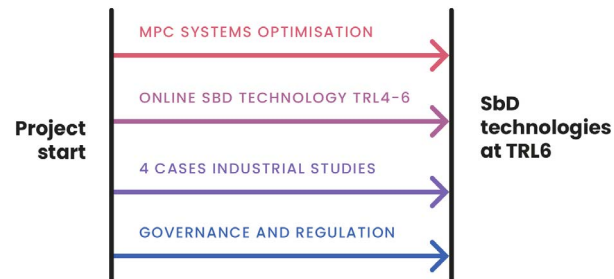 MPC SYSTEMS OPTIMISATION
ONLINE SBD TECHNOLOGY TRL4-6
Project
start
SbD
technologies
at TRL6
4 CASES INDUSTRIAL STUDIES
GOVERNANCE AND REGULATION